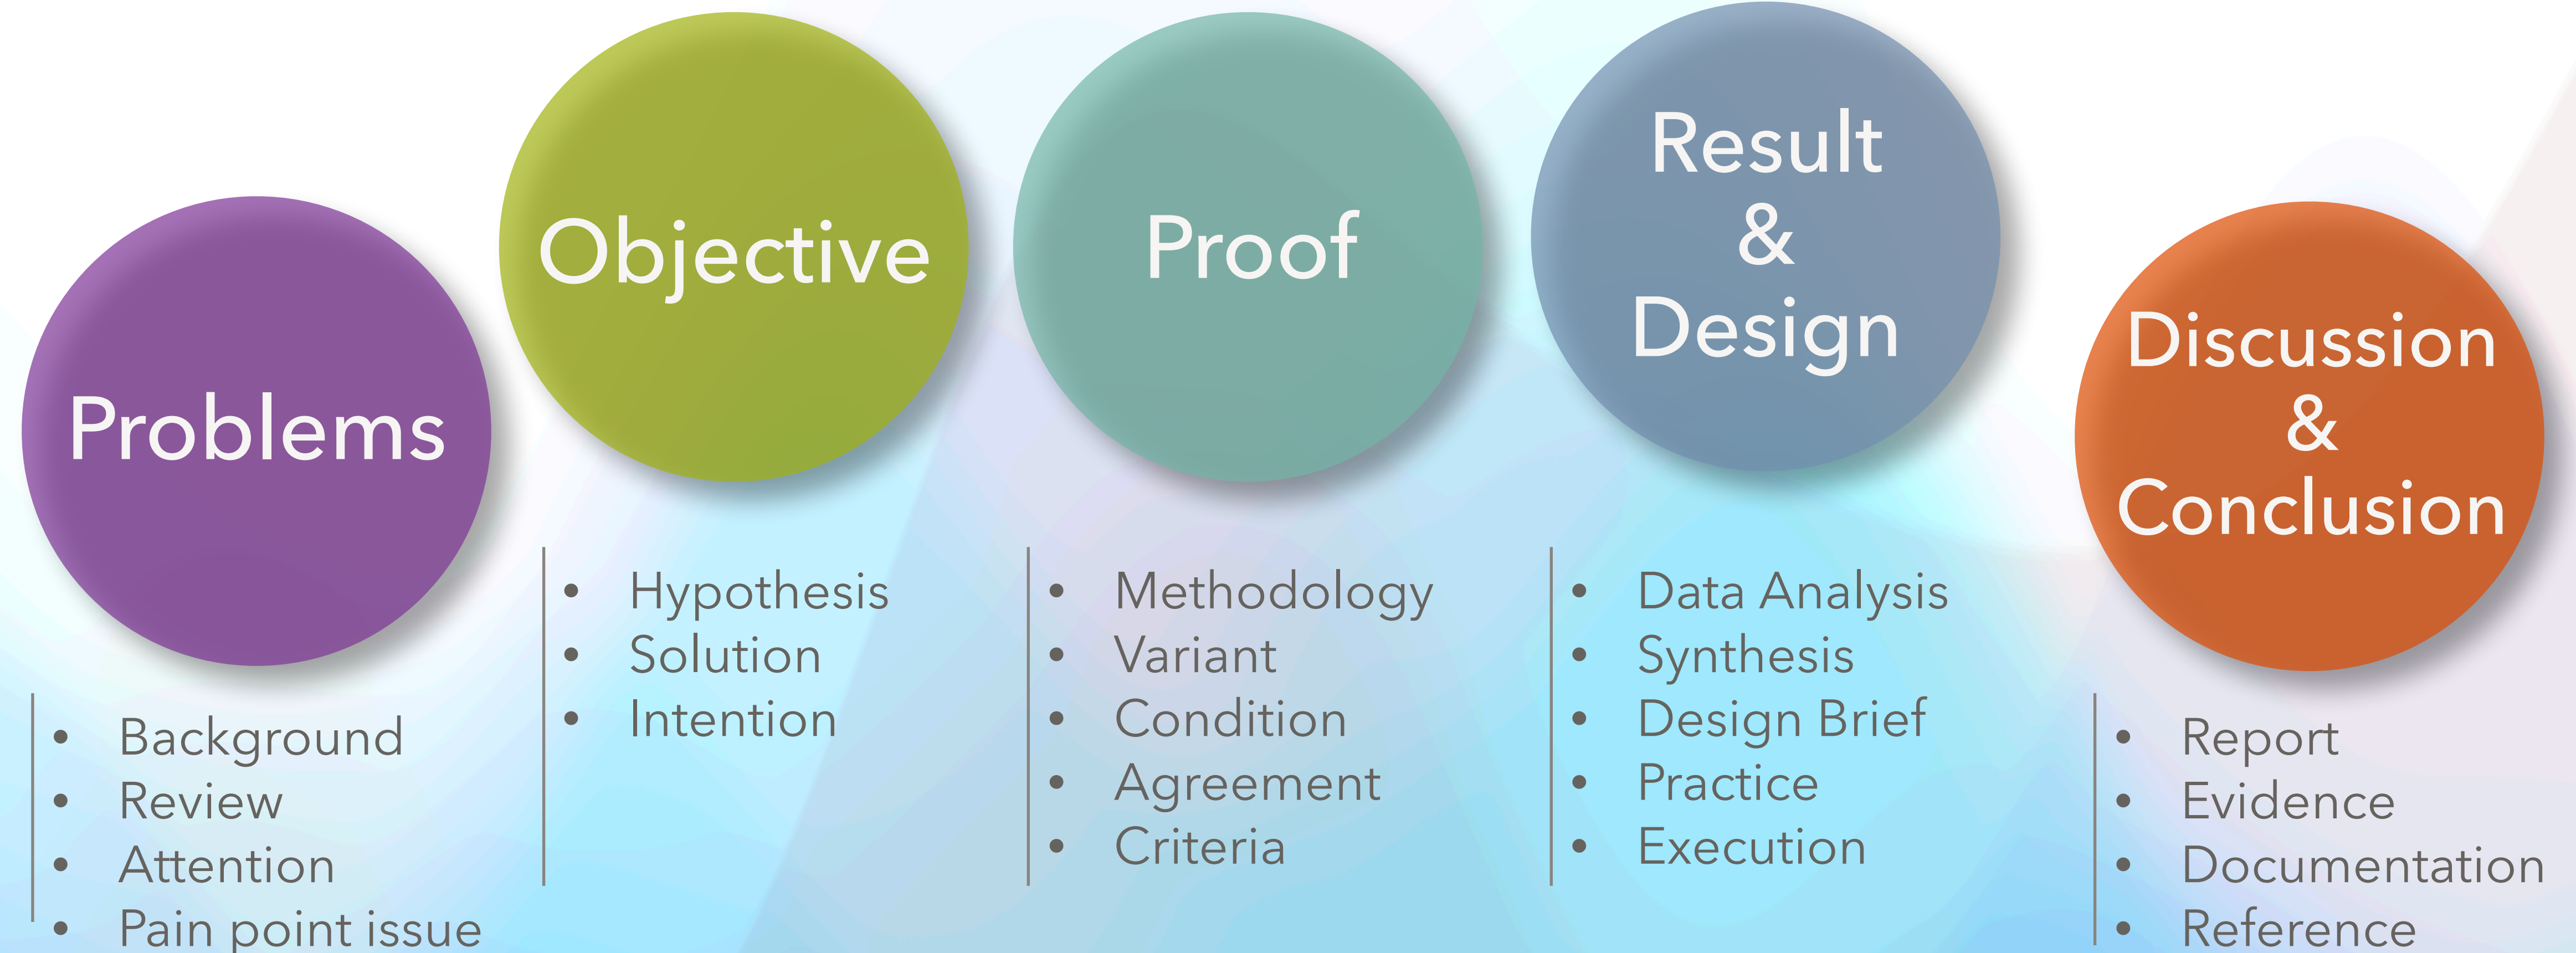 Problems
• Background
• Review
• Attention
• Pain point issue
Objective
• Hypothesis
• Solution
• Intention
Proof
• Methodology
• Variant
• Condition
• Agreement
• Criteria
Result
&
Design
• Data Analysis
• Synthesis
• Design Brief
• Practice
• Execution
Discussion
&
Conclusion
• Report
• Evidence
• Documentation
• Reference